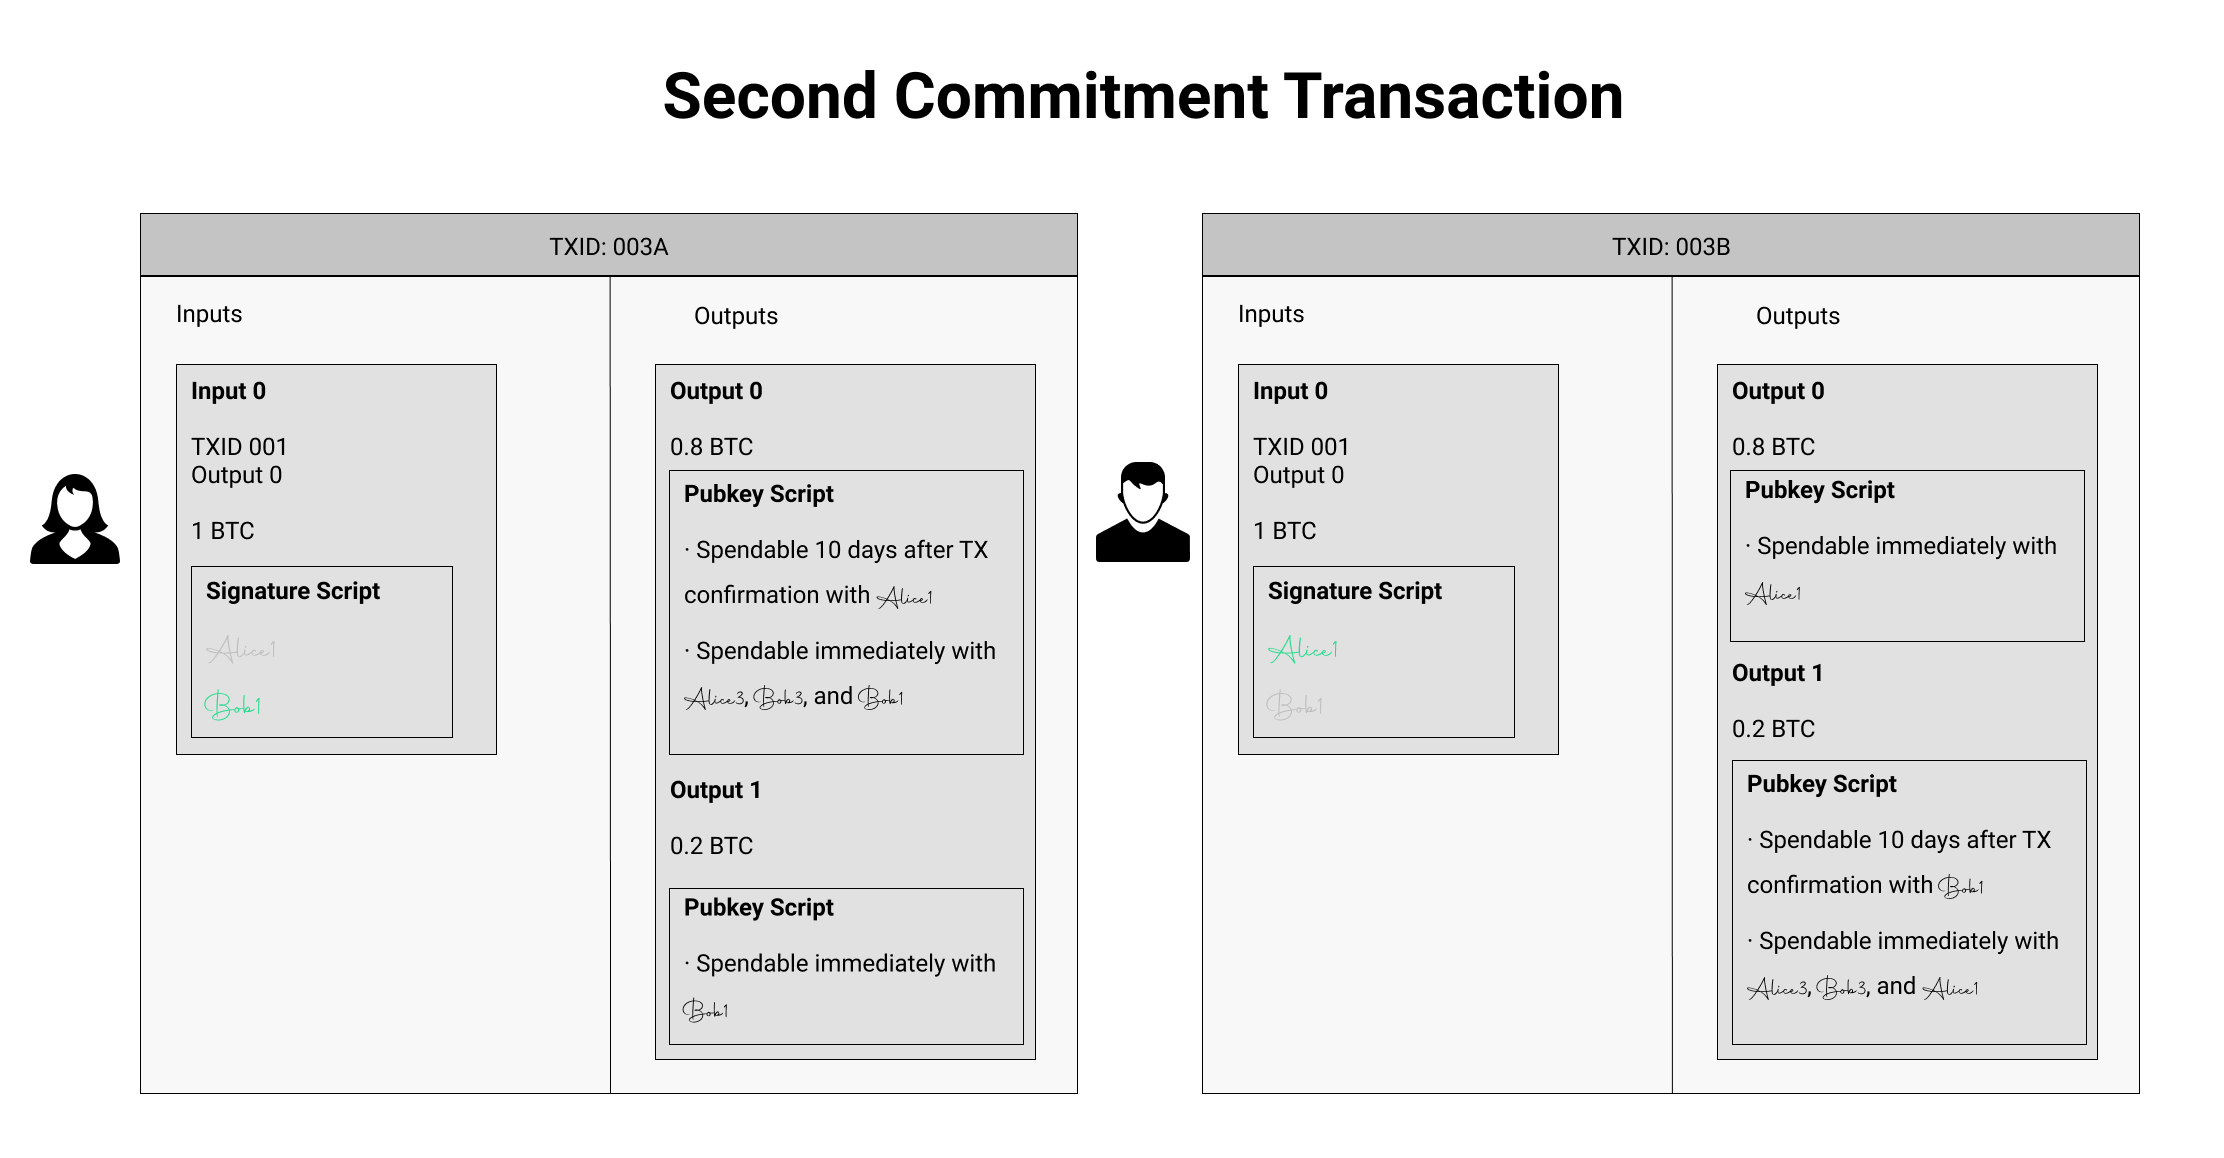 Second Commitment Transaction
TXID: 003A
Inputs
Input 0
TXID 001
Output 0
1 BTC
Signature Script
Alice1
Bob1
Outputs
Output 0
0.8 BTC
Pubkey Script
· Spendable 10 days after TX
confirmation with Alice1
· Spendable immediately with
Alice3, Bob3, and Bob1
Output 1
0.2 BTC
Pubkey Script
· Spendable immediately with
Bob1
TXID: 003B
Inputs
Input 0
TXID 001
Output 0
1 BTC
Signature Script
Alice1
Bob1
Outputs
Output 0
0.8 BTC
Pubkey Script
· Spendable immediately with
Alice1
Output 1
0.2 BTC
Pubkey Script
· Spendable 10 days after TX
confirmation with Bob1
· Spendable immediately with
Alice3, Bob3, and Alice1